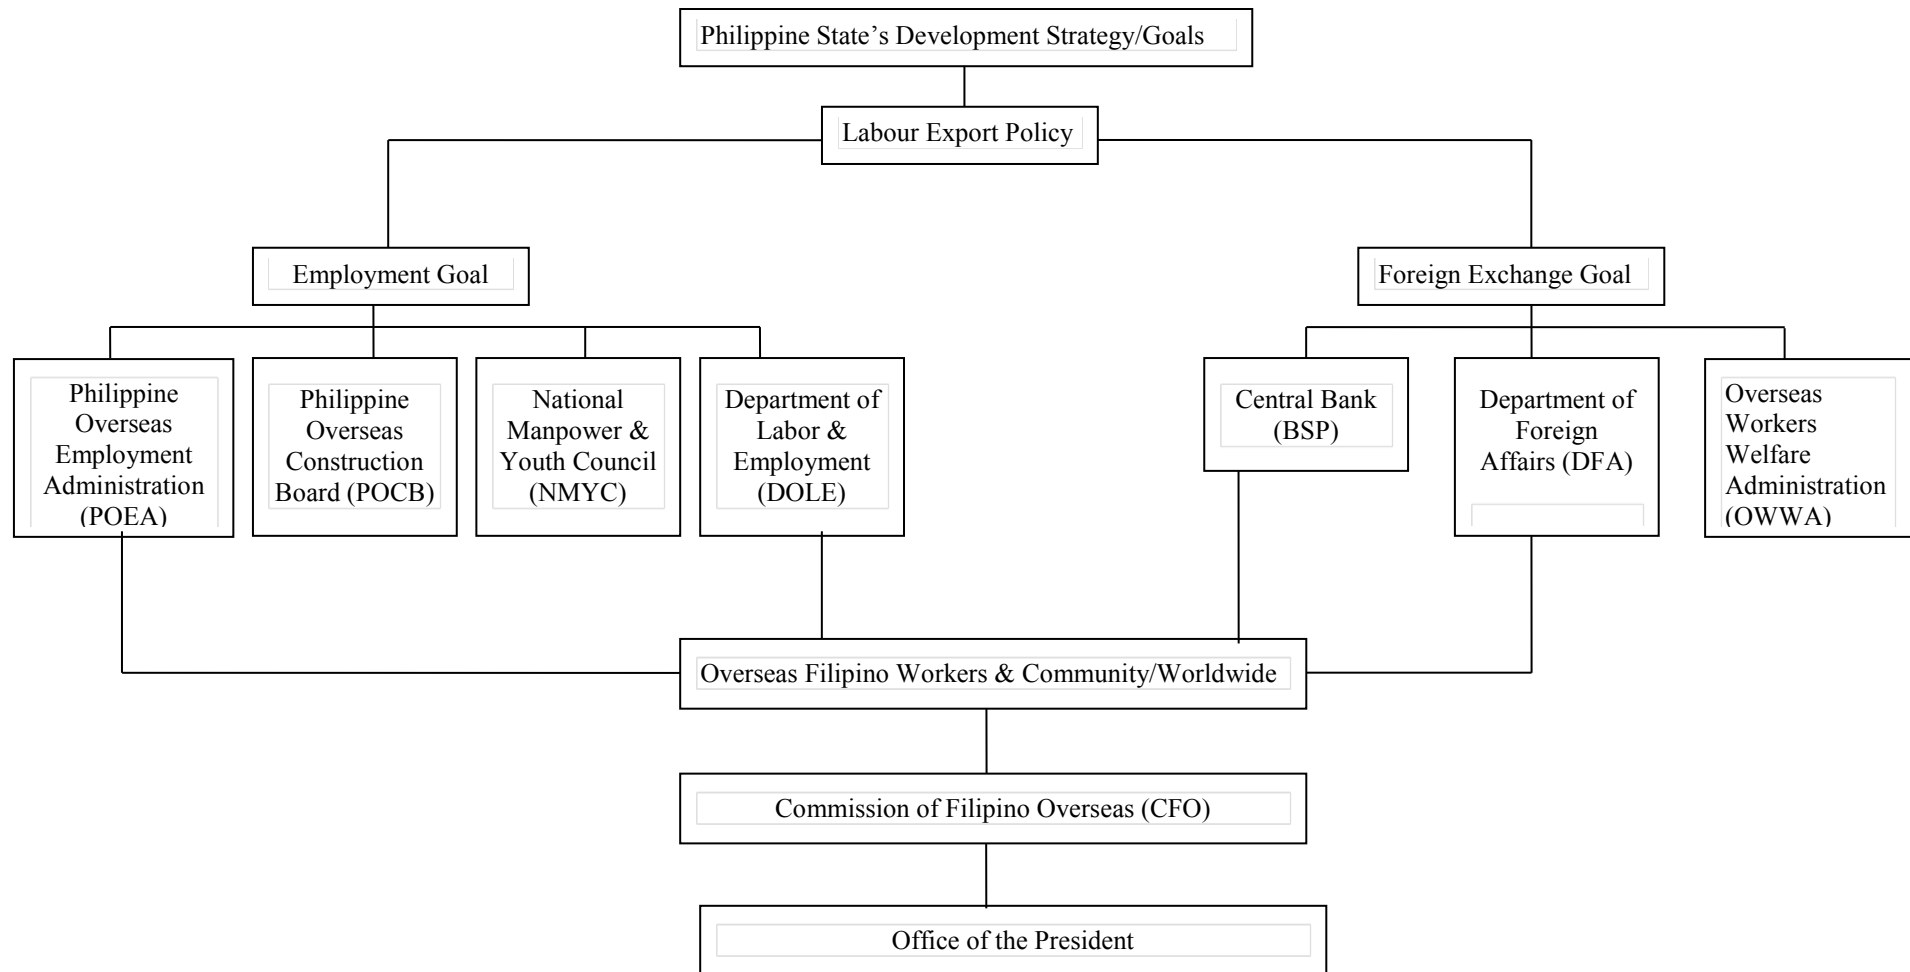 Philippine State’s Development Strategy/Goals
Labour Export Policy
Employment Goal
Foreign Exchange Goal
Philippine
Overseas
Employment
Administration
(POEA)
Philippine
Overseas
Construction
Board (POCB)
National
Manpower &
Youth Council
(NMYC)
Department of
Labor &
Employment
(DOLE)
Central Bank
(BSP)
Department of
Foreign
Affairs (DFA)
Overseas
Workers
Welfare
Administration
(OWWA)
Overseas Filipino Workers & Community/Worldwide
Commission of Filipino Overseas (CFO)
Office of the President